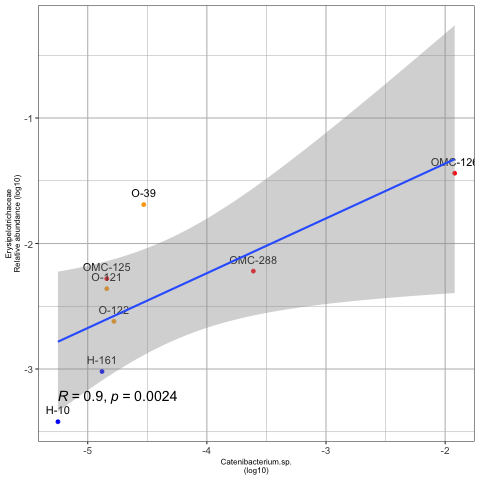 -1
-2
-3
Erysipelotrichaceae
Relative abundance (log10)
OMC-126
O-39
OMC-288
OMC-125
O-121
O-122
H-161
R = 0.9, p = 0.0024
H-10
-5 -4 -3 -2
Catenibacterium.sp.
(log10)